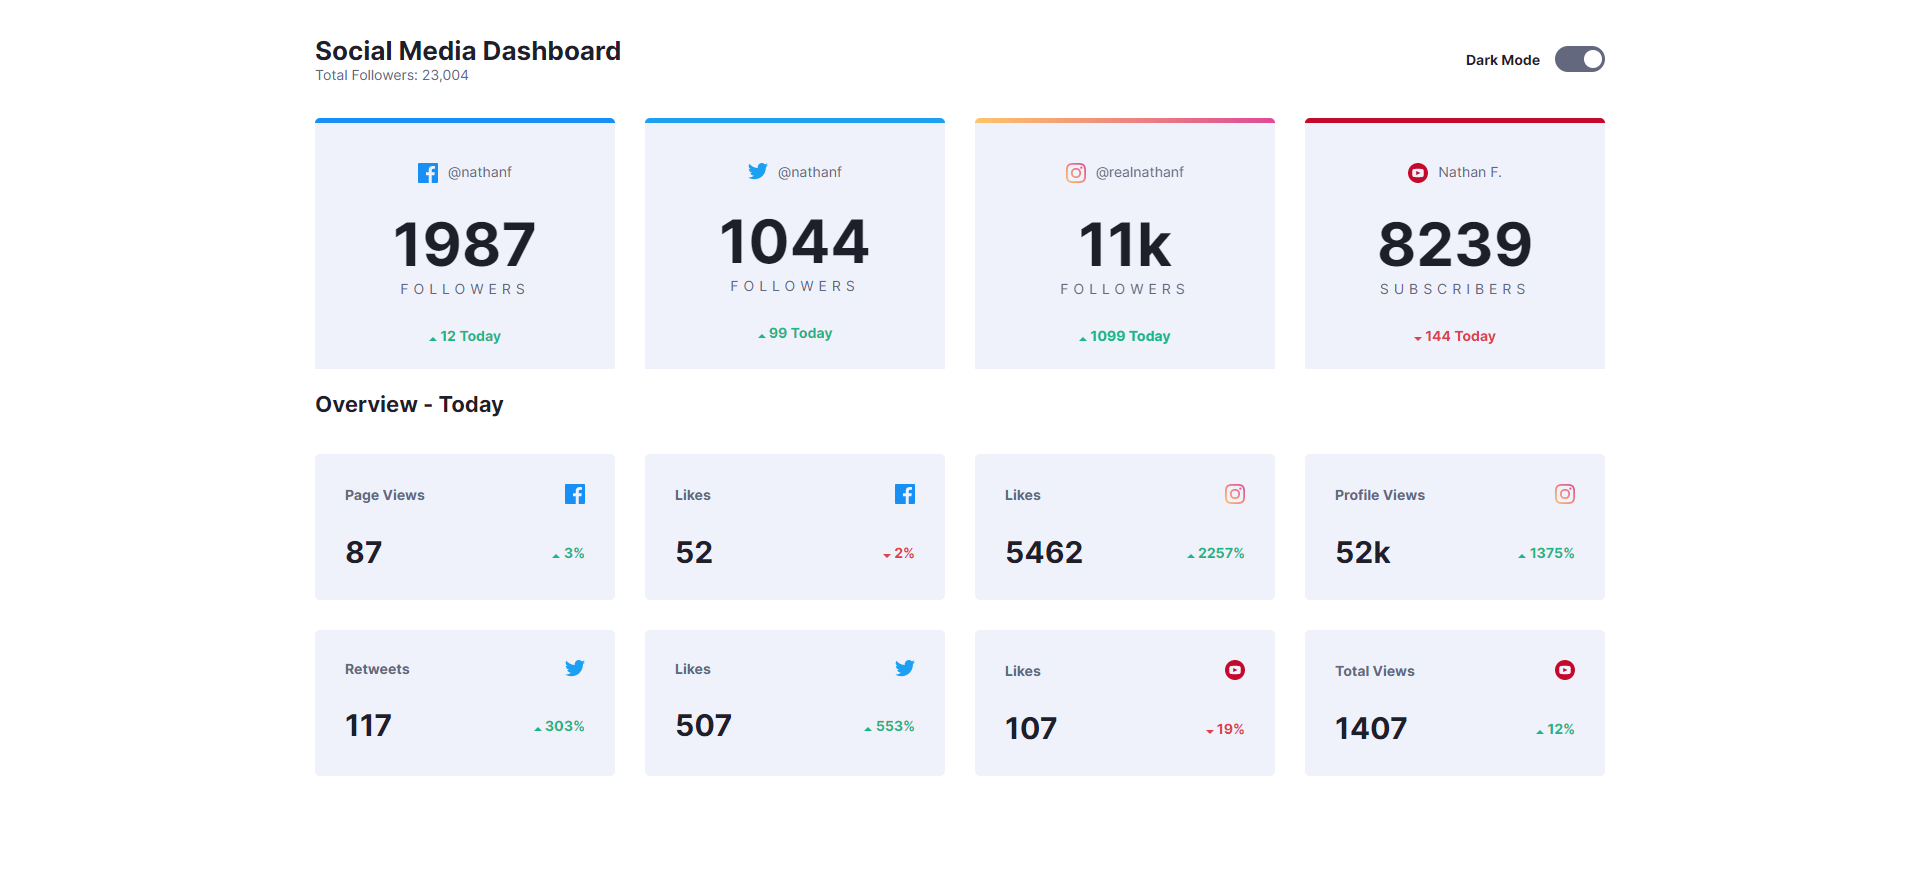 Social Media Dashboard
Total Followers: 23,004
Dark Mode
@nathanf
1987
FOLLOWERS
12 Today
@nathanf
1044
FOLLOWERS
99 Today
@realnathanf
11k
FOLLOWERS
1099 Today
Nathan F.
8239
SUBSCRIBERS
144 Today
Overview - Today
Page Views
87
3%
Likes
52
2%
Likes
5462
2257%
Profile Views
52k
1375%
Retweets
117
303%
Likes
507
553%
Likes
107
19%
Total Views
1407
12%